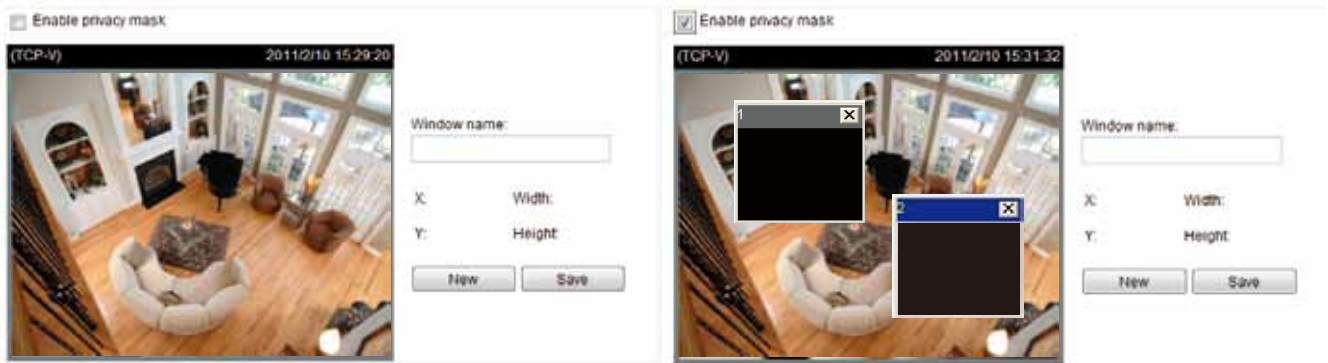 Enable privacy mask
(TCP-V) 2011/2/10 15:29:20
Window name:
X: Width:
Y: Height:
New Save
Enable privacy mask
(TCP-V) 2011/2/10 15:31:32
1
2
Window name:
X: Width:
Y: Height:
New Save